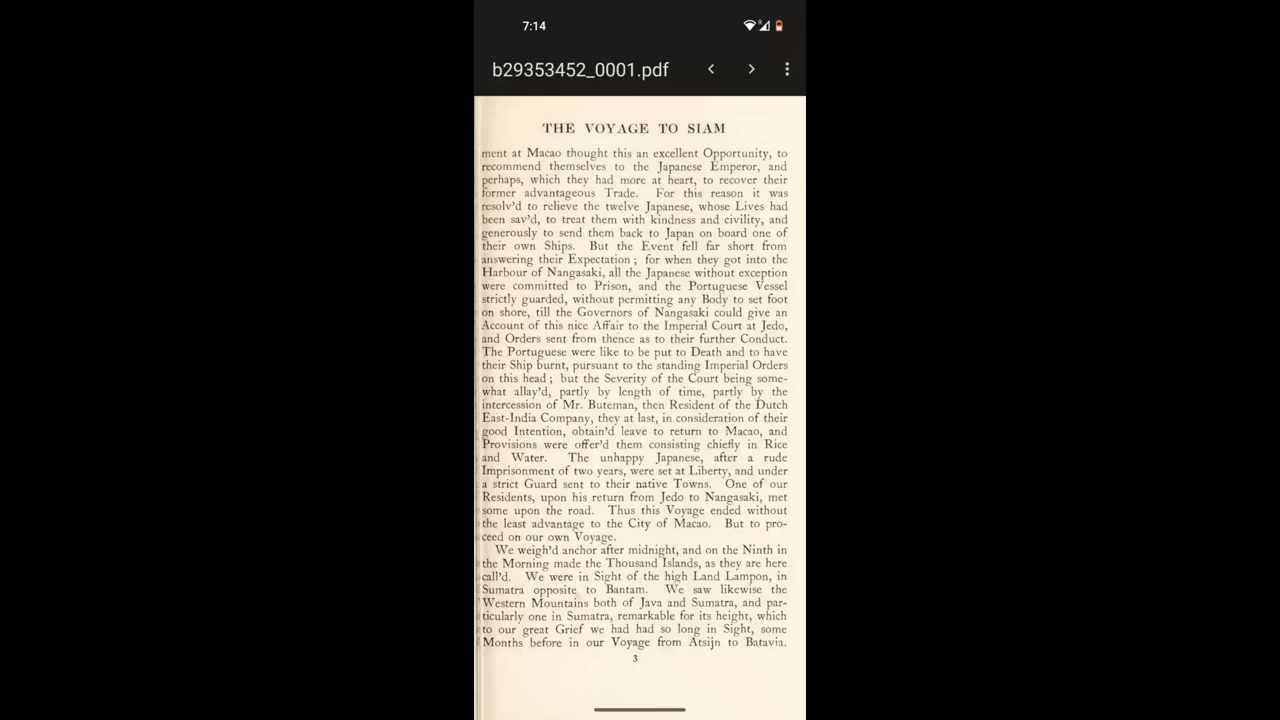 7:14
R
b29353452_0001.pdf
THE VOYAGE TO SIAM
ment at Macao thought this an excellent Opportunity, to
recommend themselves to the Japanese Emperor, and
perhaps, which they had more at heart, to recover their
former advantageous Trade. For this reason it was
resolv'd to relieve the twelve Japanese, whose Lives had
been sav'd, to treat them with kindness and civility, and
generously to send them back to Japan on board one of
their own Ships. But the Event fell far short from
answering their Expectation ; for when they got into the
Harbour of Nangasaki, all the Japanese without exception
were committed to Prison, and the Portuguese Vessel
strictly guarded, without permitting any Body to set foot
on shore, till the Governors of Nangasaki could give an
Account of this nice Affair to the Imperial Court at Jedo,
and Orders sent from thence as to their further Conduct.
The Portuguese were like to be put to Death and to have
their Ship burnt, pursuant to the standing Imperial Orders
on this head ; but the Severity of the Court being some-
what allay'd, partly by length of time, partly by the
intercession of Mr. Buteman, then Resident of the Dutch
East-India Company, they at last, in consideration of their
good Intention, obtain'd leave to return to Macao, and
Provisions were offer'd them consisting chiefly in Rice
and Water. The unhappy Japanese, after a rude
Imprisonment of two years, were set at Liberty, and under
a strict Guard sent to their native Towns. One of our
Residents, upon his return from Jedo to Nangasaki, met
some upon the road. Thus this Voyage ended without
the least advantage to the City of Macao. But to pro-
ceed on our own Voyage.
We weigh'd anchor after midnight, and on the Ninth in
the Morning made the Thousand Islands, as they are here
call'd. We were in Sight of the high Land Lampon, in
Sumatra opposite to Bantam. We saw likewise the
Western Mountains both of Java and Sumatra, and par-
ticularly one in Sumatra, remarkable for its height, which
to our great Grief we had had so long in Sight, some
Months before in our Voyage from Atsijn to Batavia.
3